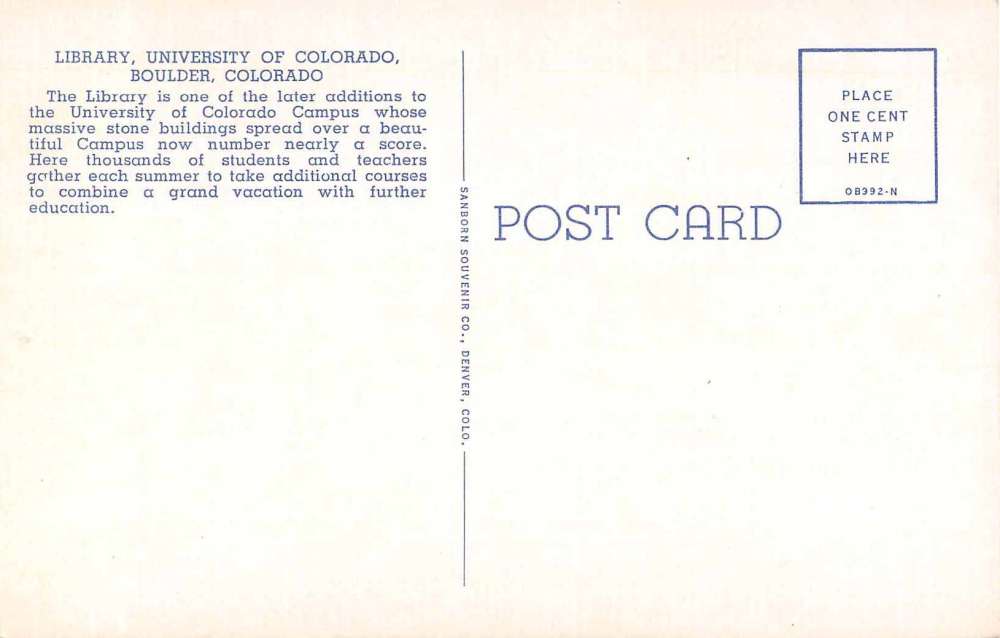 LIBRARY, UNIVERSITY OF COLORADO,
BOULDER, COLORADO
The Library is one of the later additions to
the University of Colorado Campus whose
massive stone buildings spread over a beau-
tiful Campus now number nearly a score.
Here thousands of students and teachers
gather each summer to take additional courses
to combine a grand vacation with further
education.
SANBORN SOUVENIR CO., DENVER, COLO.
POST CARD
PLACE
ONE CENT
STAMP
HERE
OB992-N